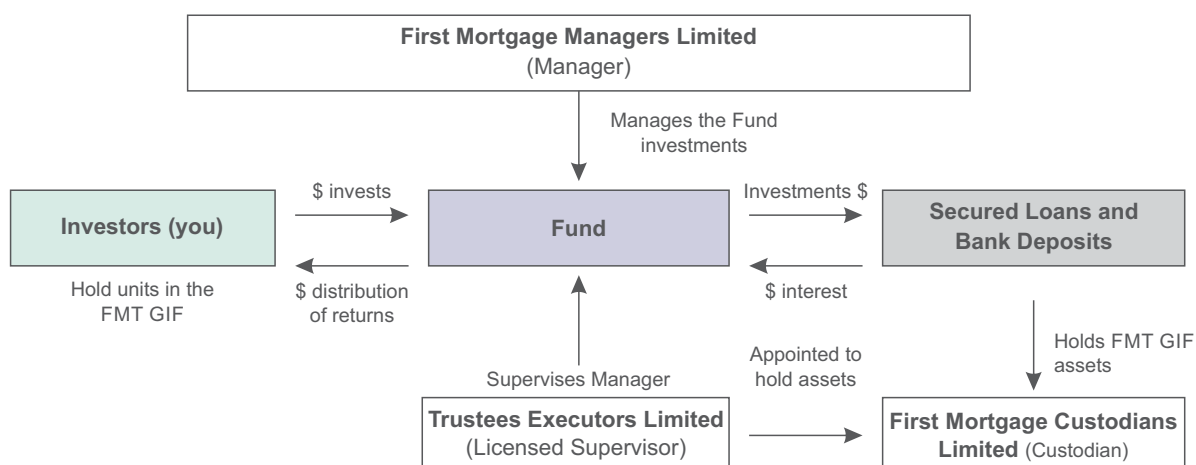 First Mortgage Managers Limited
(Manager)
Manages the Fund
investments
$ invests
Investments $
Investors (you)
Fund
Secured Loans and
Bank Deposits
Hold units in the
FMT GIF
$ distribution
of returns
$ interest
Holds FMT GIF
assets
Supervises Manager
Appointed to
hold assets
Trustees Executors Limited
(Licensed Supervisor)
First Mortgage Custodians
Limited (Custodian)